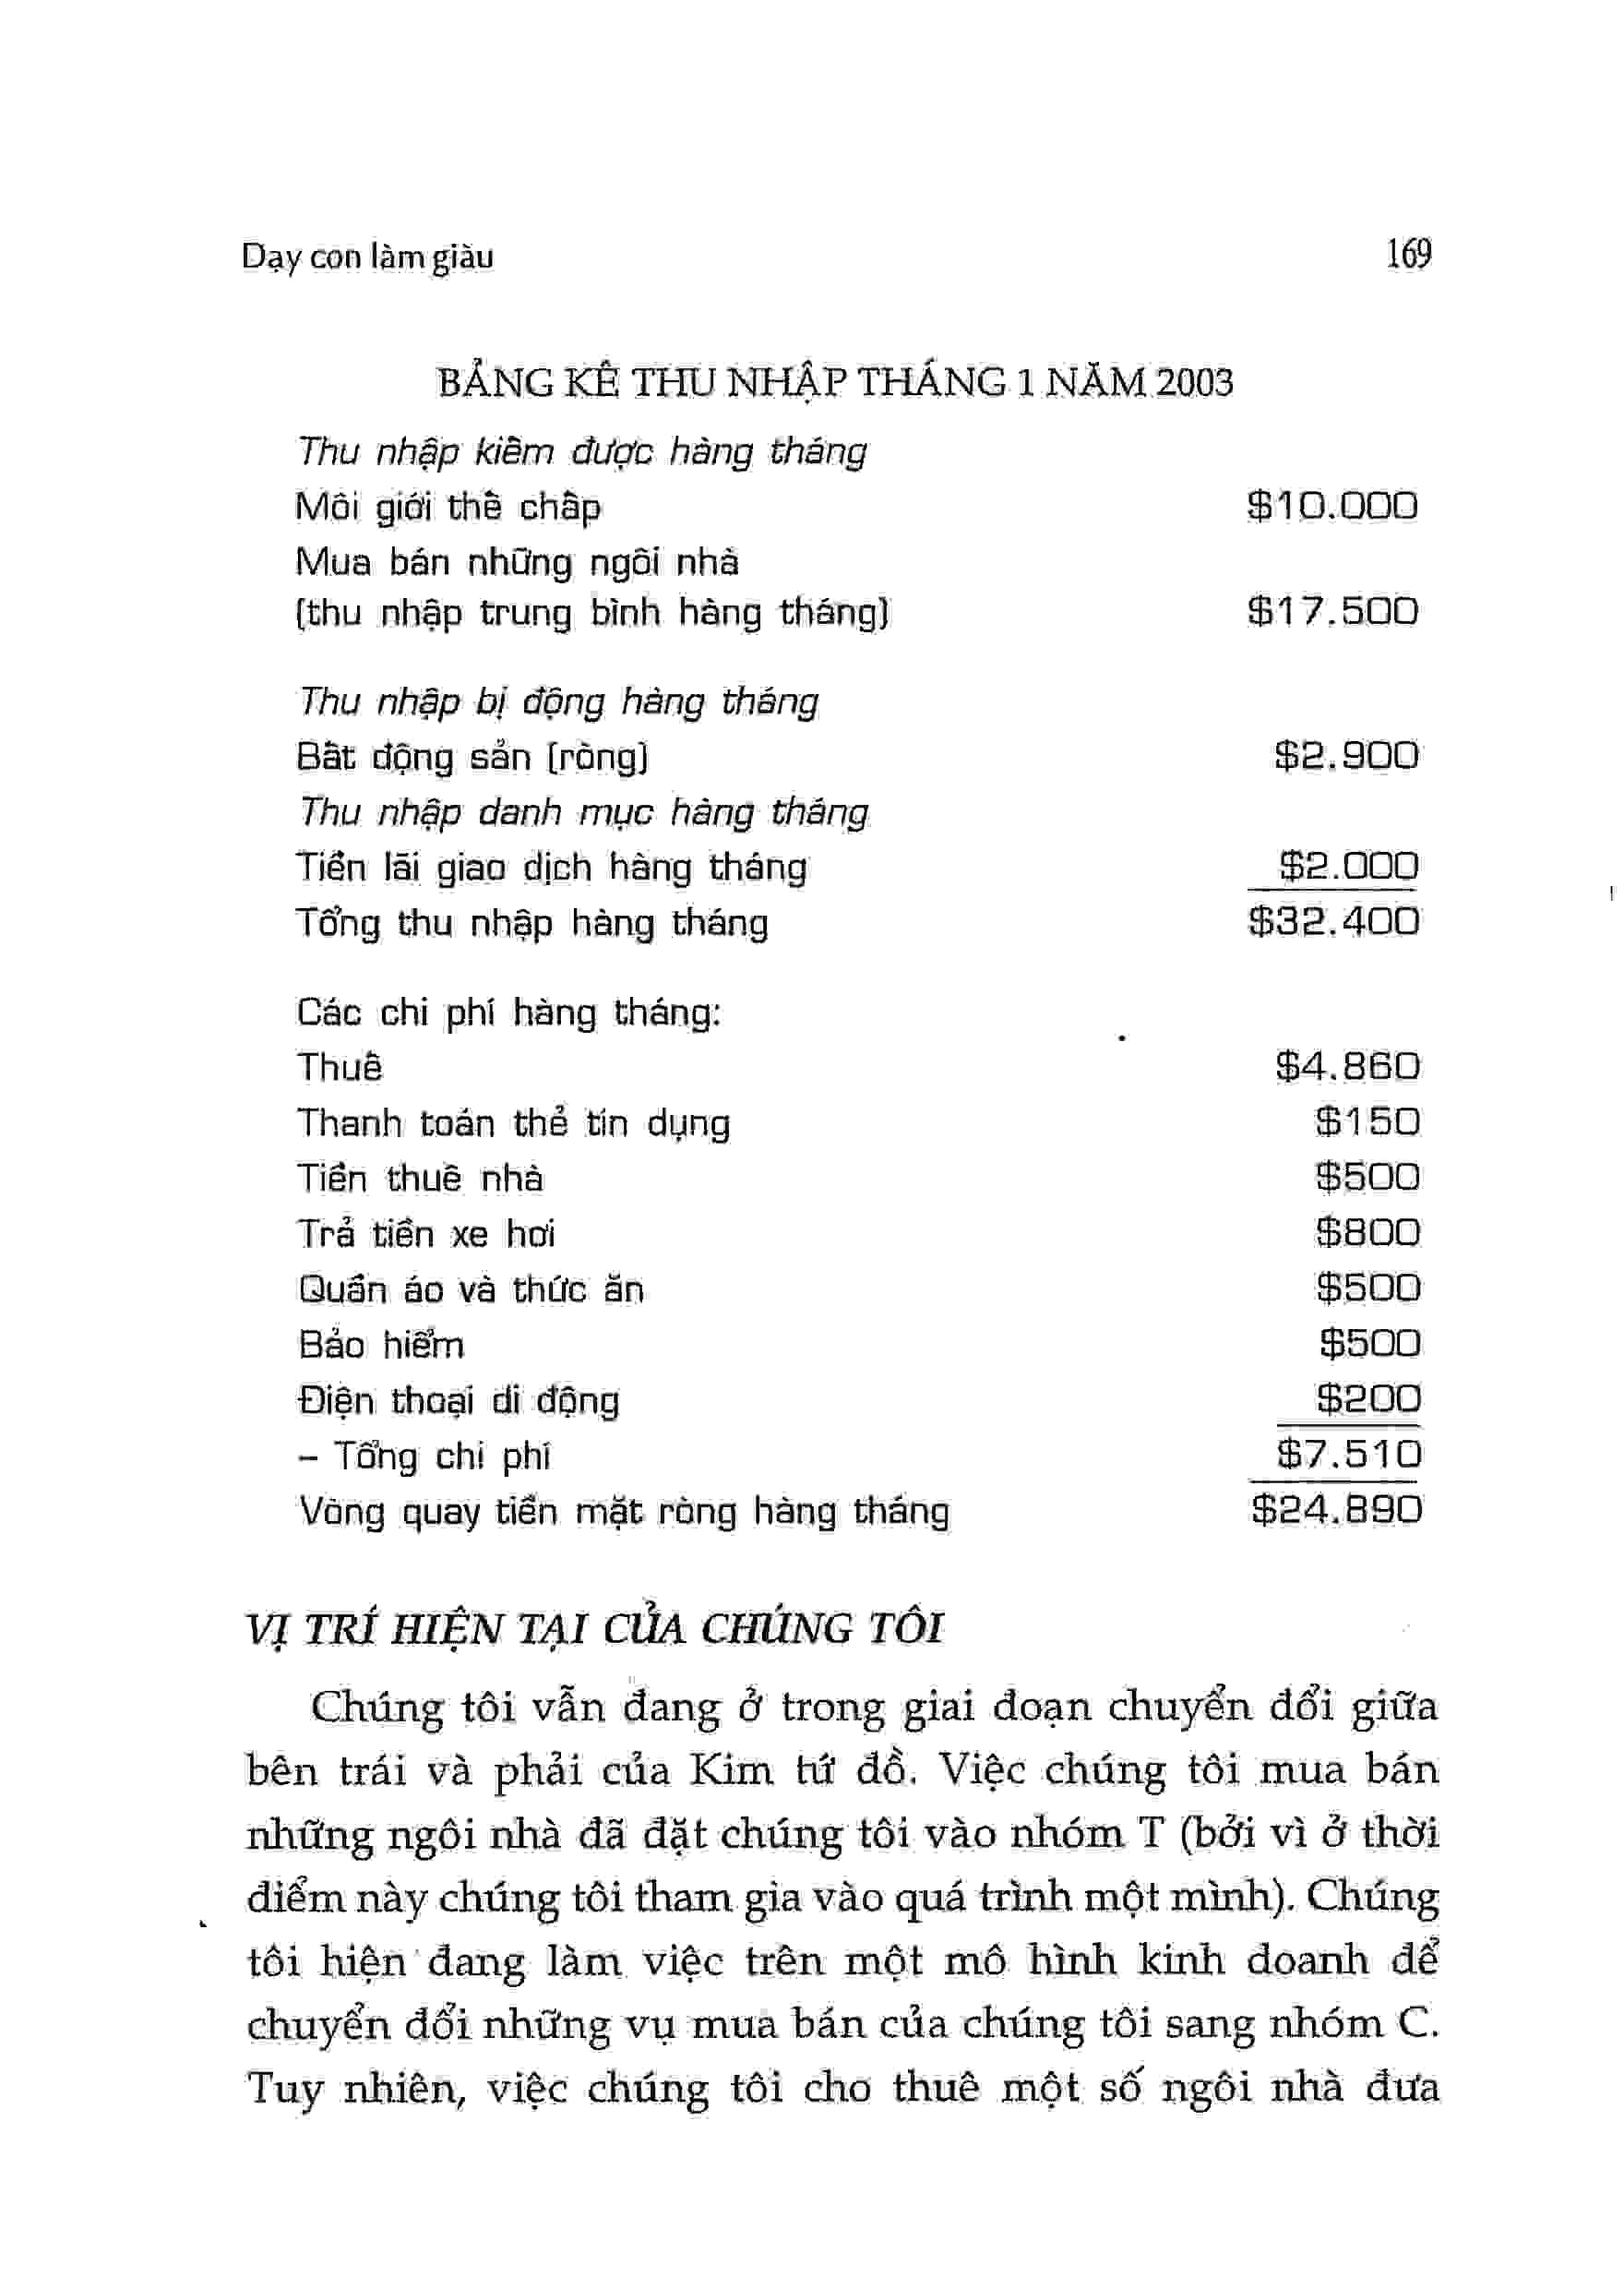 Dạy con làm giàu 169
BẢNG KÊ THU NHẬP THÁNG 1 NĂM 2003
Thu nhập kiếm được hàng tháng
Môi giới thế chấp $10.000
Mua bán những ngôi nhà
(thu nhập trung bình hàng tháng) $17.500
Thu nhập bị động hàng tháng
Bất động sản (ròng) $2.900
Thu nhập danh mục hàng tháng
Tiền lãi giao dịch hàng tháng $2.000
Tổng thu nhập hàng tháng $32.400
Các chi phí hàng tháng:
Thuế $4.860
Thanh toán thẻ tín dụng $150
Tiền thuê nhà $500
Trả tiền xe hơi $800
Quần áo và thức ăn $500
Bảo hiểm $500
Điện thoại di động $200
– Tổng chi phí $7.510
Vòng quay tiền mặt ròng hàng tháng $24.890
VỊ TRÍ HIỆN TẠI CỦA CHÚNG TÔI
Chúng tôi vẫn đang ở trong giai đoạn chuyển đổi giữa
bên trái và phải của Kim tứ đồ. Việc chúng tôi mua bán
những ngôi nhà đã đặt chúng tôi vào nhóm T (bởi vì ở thời
điểm này chúng tôi tham gia vào quá trình một mình). Chúng
tôi hiện đang làm việc trên một mô hình kinh doanh để
chuyển đổi những vụ mua bán của chúng tôi sang nhóm C.
Tuy nhiên, việc chúng tôi cho thuê một số ngôi nhà đưa